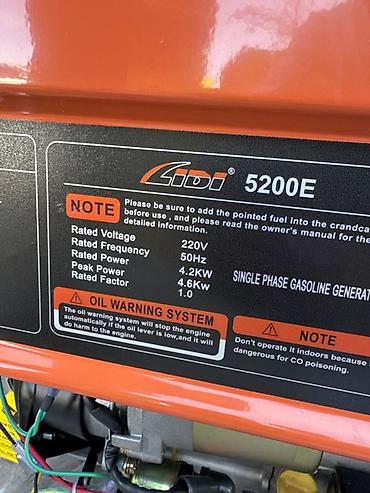 LIDI® 5200E
NOTE
Please be sure to add the pointed fuel into the crandca
before use , and please read the owner's manual for the
detailed information.
Rated Voltage 220V
Rated Frequency 50Hz
Rated Power 4.2KW
Peak Power 4.6Kw
Rated Factor 1.0
SINGLE PHASE GASOLINE GENERAT
OIL WARNING SYSTEM
The oil warning system will stop the engine
automatically if the oil lever is low,and it will
do harm to the engine.
NOTE
Don't operate it indoors because
dangerous for CO poisoning.